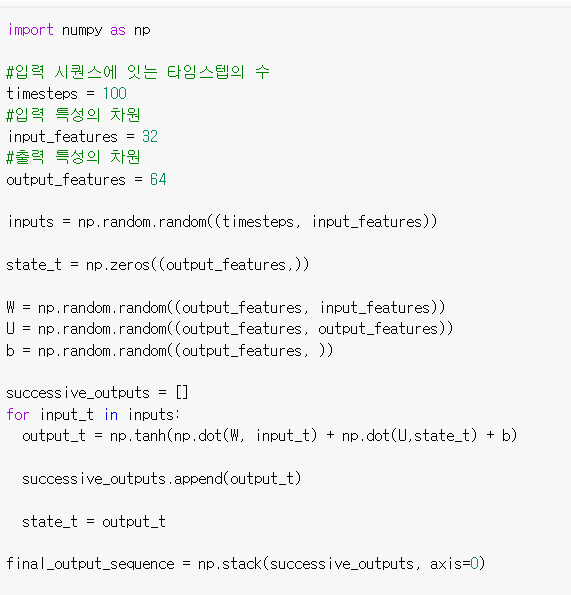 import numpy as np
#입력 시퀀스에 잇는 타임스텝의 수
timesteps = 100
#입력 특성의 차원
input_features = 32
#출력 특성의 차원
output_features = 64
inputs = np.random.random((timesteps, input_features))
state_t = np.zeros((output_features,))
W = np.random.random((output_features, input_features))
U = np.random.random((output_features, output_features))
b = np.random.random((output_features, ))
successive_outputs = []
for input_t in inputs:
  output_t = np.tanh(np.dot(W, input_t) + np.dot(U,state_t) + b)
  successive_outputs.append(output_t)
  state_t = output_t
final_output_sequence = np.stack(successive_outputs, axis=0)